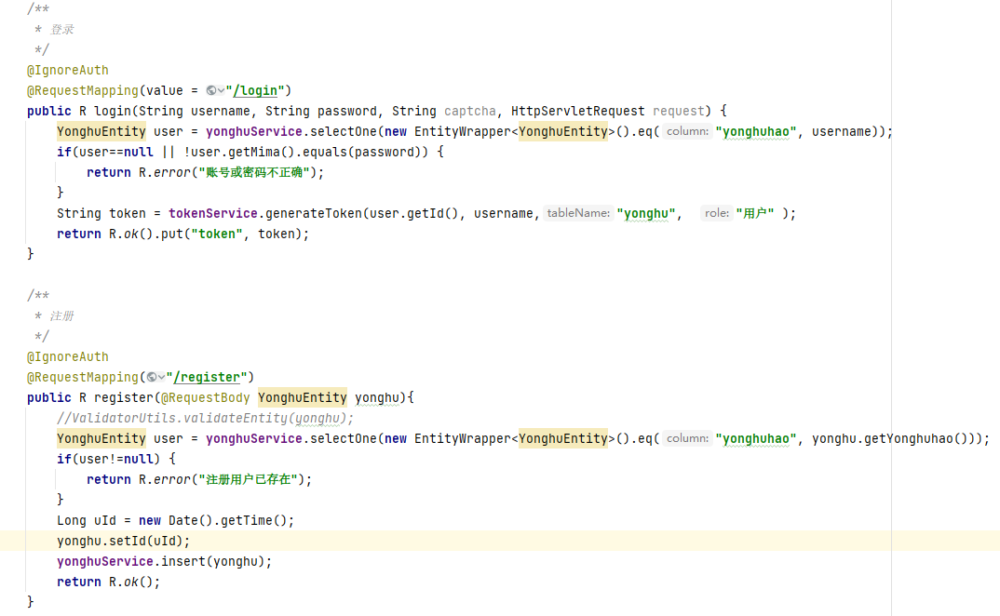 /**
 * 登录
 */
@IgnoreAuth
@RequestMapping(value = "/login")
public R login(String username, String password, String captcha, HttpServletRequest request) {
    YonghuEntity user = yonghuService.selectOne(new EntityWrapper<YonghuEntity>().eq( column: "yonghuhao", username));
    if(user==null || !user.getMima().equals(password)) {
        return R.error("账号或密码不正确");
    }
    String token = tokenService.generateToken(user.getId(), username, tableName: "yonghu",  role: "用户" );
    return R.ok().put("token", token);
}
/**
 * 注册
 */
@IgnoreAuth
@RequestMapping("/register")
public R register(@RequestBody YonghuEntity yonghu){
    //ValidatorUtils.validateEntity(yonghu);
    YonghuEntity user = yonghuService.selectOne(new EntityWrapper<YonghuEntity>().eq( column: "yonghuhao", yonghu.getYonghuhao()));
    if(user!=null) {
        return R.error("注册用户已存在");
    }
    Long uId = new Date().getTime();
    yonghu.setId(uId);
    yonghuService.insert(yonghu);
    return R.ok();
}